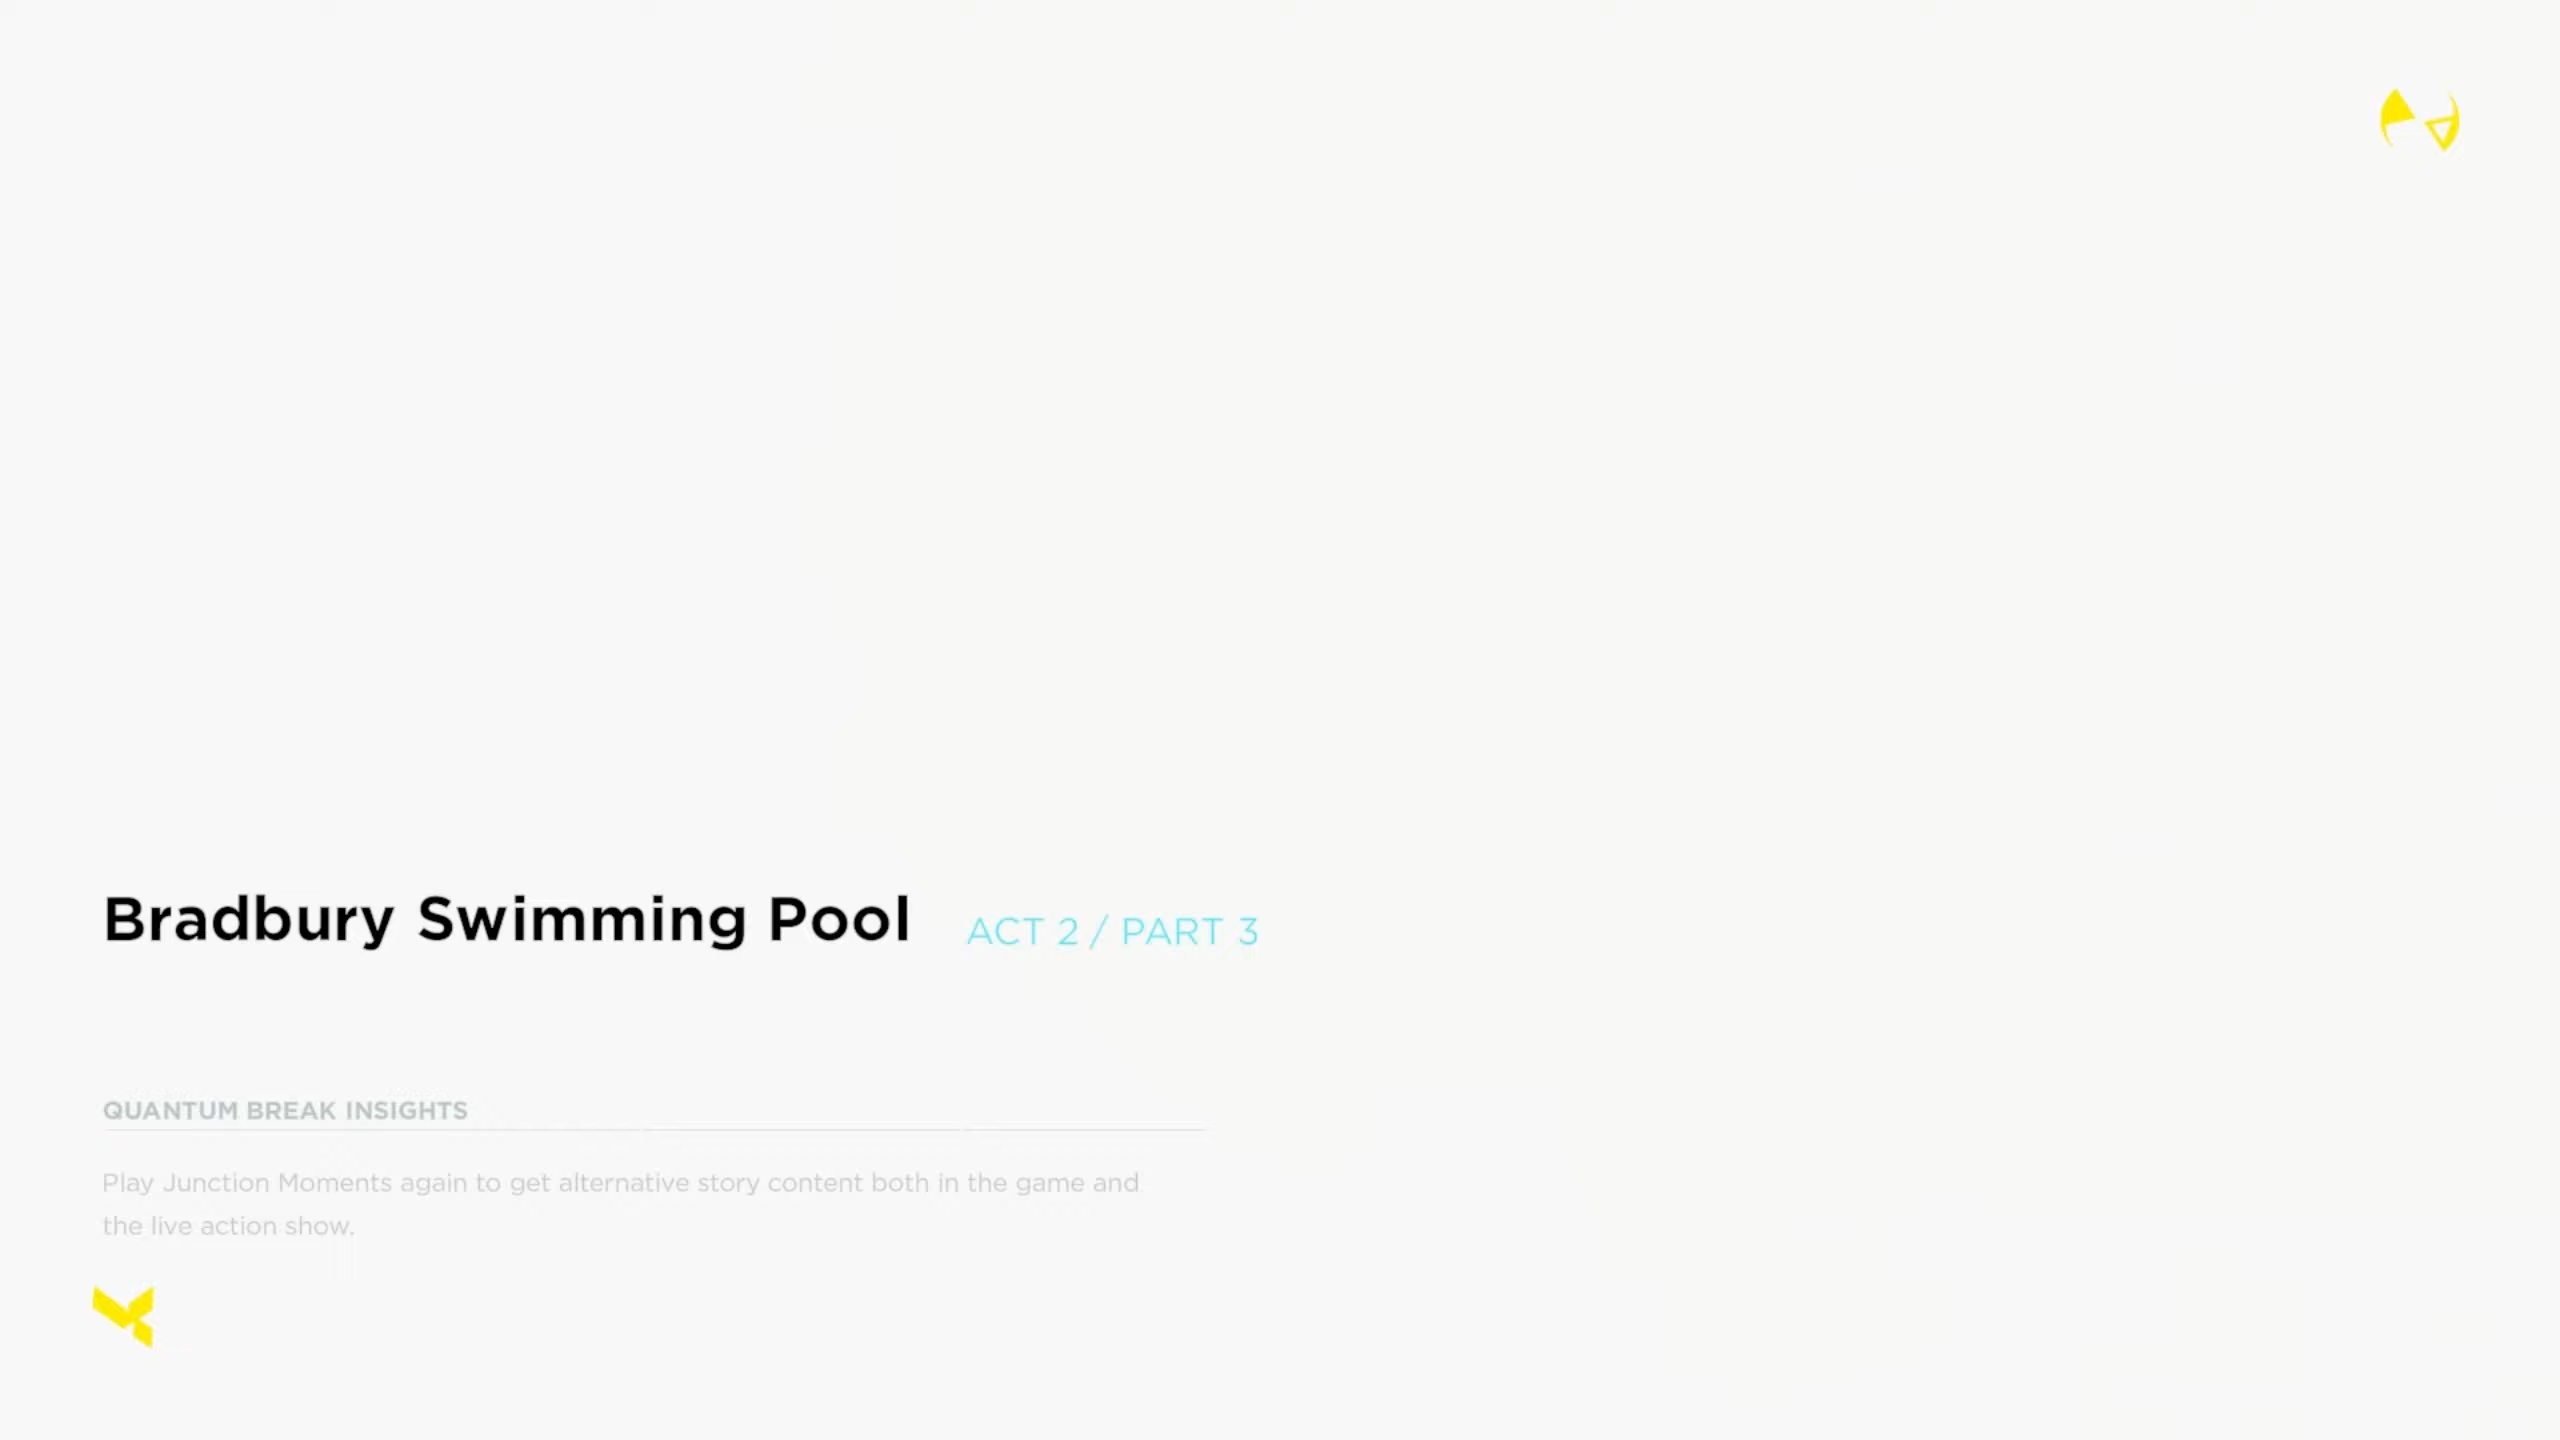 Bradbury Swimming Pool ACT 2 / PART 3
QUANTUM BREAK INSIGHTS
Play Junction Moments again to get alternative story content both in the game and
the live action show.